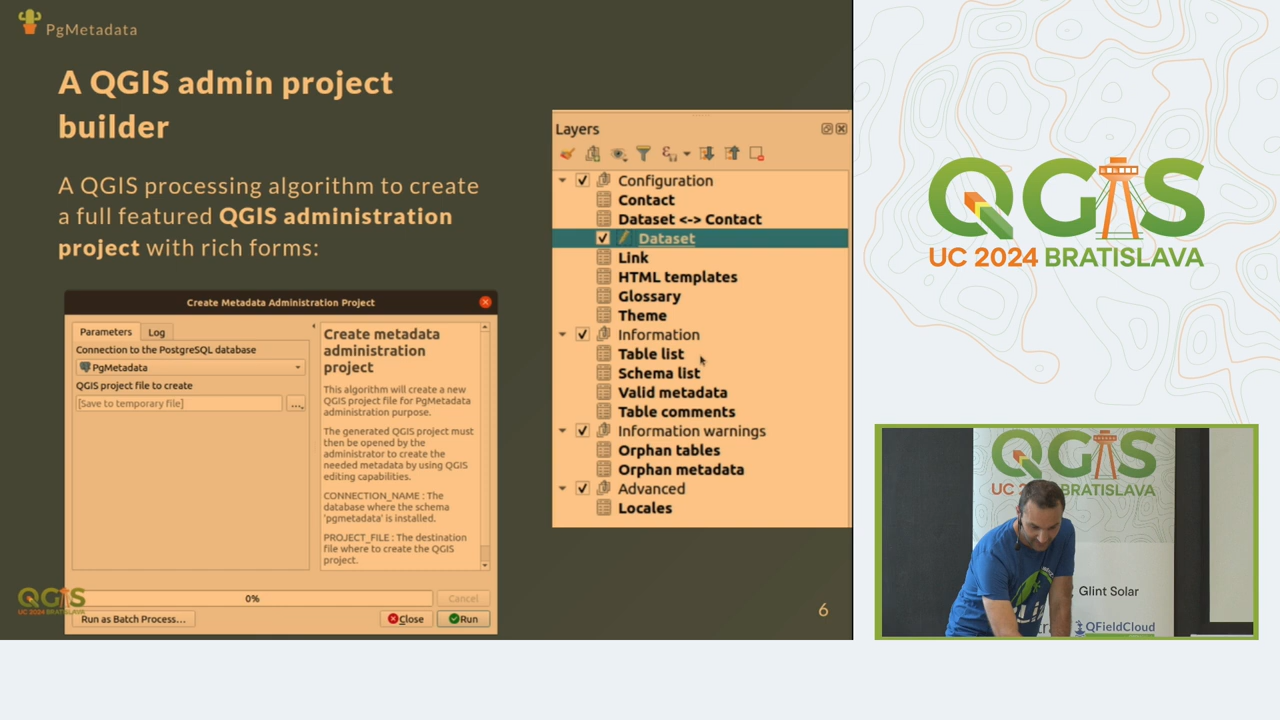 PgMetadata
A QGIS admin project
builder
A QGIS processing algorithm to create
a full featured QGIS administration
project with rich forms:
Create Metadata Administration Project
Parameters
Log
Connection to the PostgreSQL database
PgMetadata
QGIS project file to create
[Save to temporary file]
...
Create metadata
administration
project
This algorithm will create a new
QGIS project file for PgMetadata
administration purpose.
The generated QGIS project must
then be opened by the
administrator to create the
needed metadata by using QGIS
editing capabilities.
CONNECTION_NAME : The
database where the schema
'pgmetadata' is installed.
PROJECT_FILE : The destination
file where to create the QGIS
project.
0%
Cancel
Run as Batch Process...
Close
Run
Layers
Configuration
Contact
Dataset <-> Contact
Dataset
Link
HTML templates
Glossary
Theme
Information
Table list
Schema list
Valid metadata
Table comments
Information warnings
Orphan tables
Orphan metadata
Advanced
Locales
QGIS
UC 2024 BRATISLAVA
6
QGIS
UC 2024 BRATISLAVA
QGIS
BRATISLAVA
Glint Solar
QFieldCloud